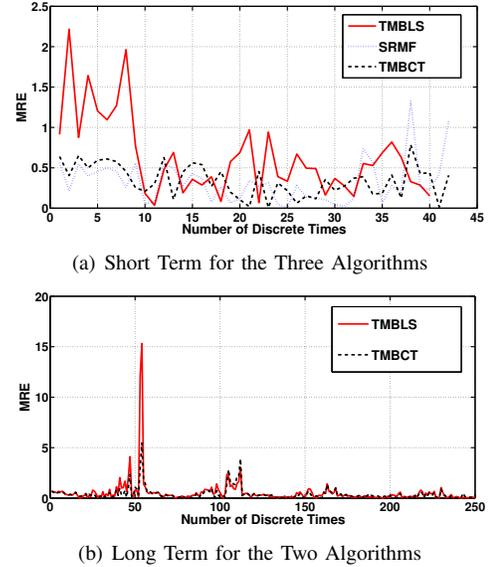 2.5
2
1.5
1
0.5
0
MRE
TMBLS
SRMF
TMBCT
0 5 10 15 20 25 30 35 40 45
Number of Discrete Times
(a) Short Term for the Three Algorithms
20
15
10
5
0
MRE
TMBLS
TMBCT
0 50 100 150 200 250
Number of Discrete Times
(b) Long Term for the Two Algorithms